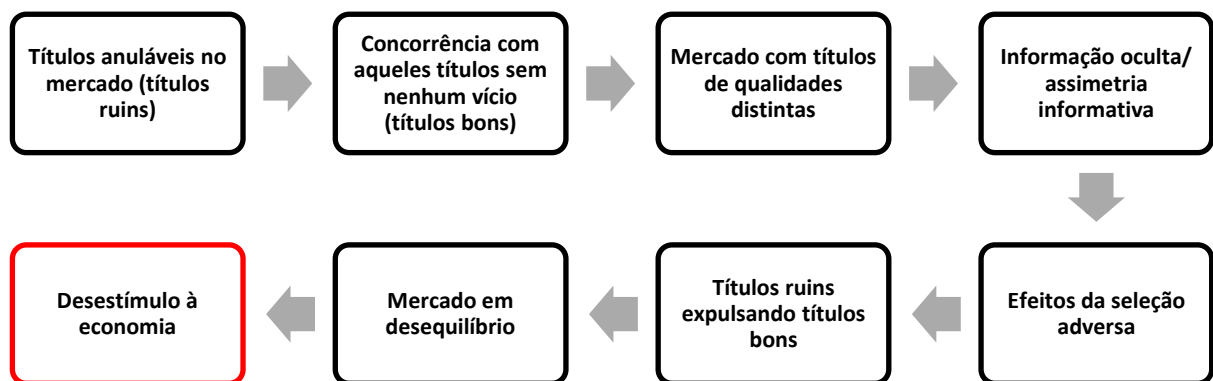 Títulos anuláveis no
mercado (títulos
ruins)
Concorrência com
aqueles títulos sem
nenhum vício
(títulos bons)
Mercado com títulos
de qualidades
distintas
Informação oculta/
assimetria
informativa
Efeitos da seleção
adversa
Títulos ruins
expulsando títulos
bons
Mercado em
desequilíbrio
Desestímulo à
economia